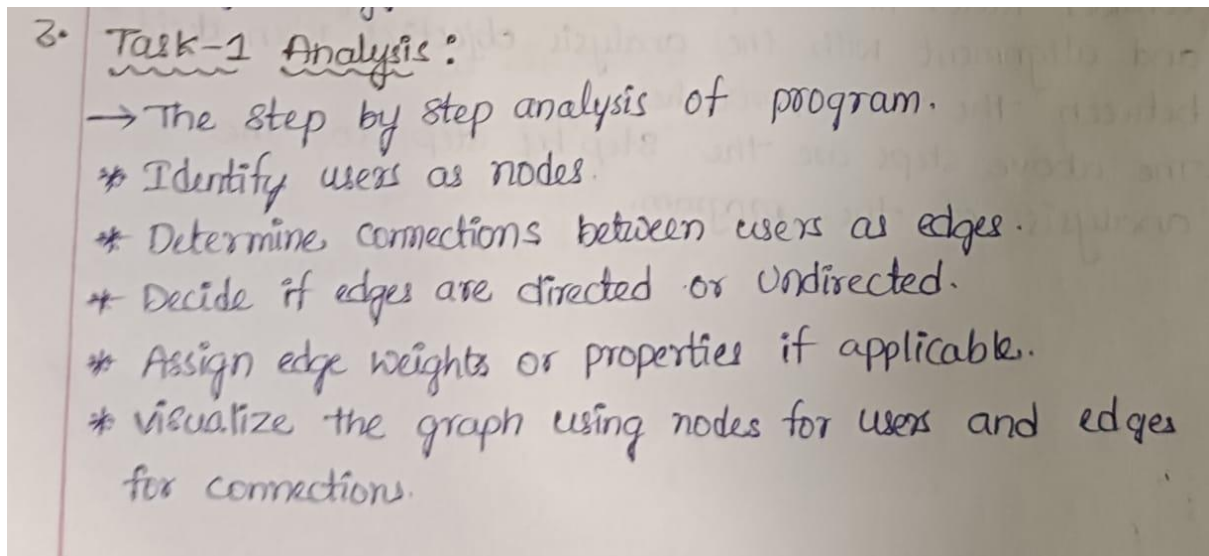 3. Task-1 Analysis:
→ The step by step analysis of program.
* Identify users as nodes.
* Determine connections between users as edges.
* Decide if edges are directed or Undirected.
* Assign edge weights or properties if applicable.
* visualize the graph using nodes for users and edges
for connections.